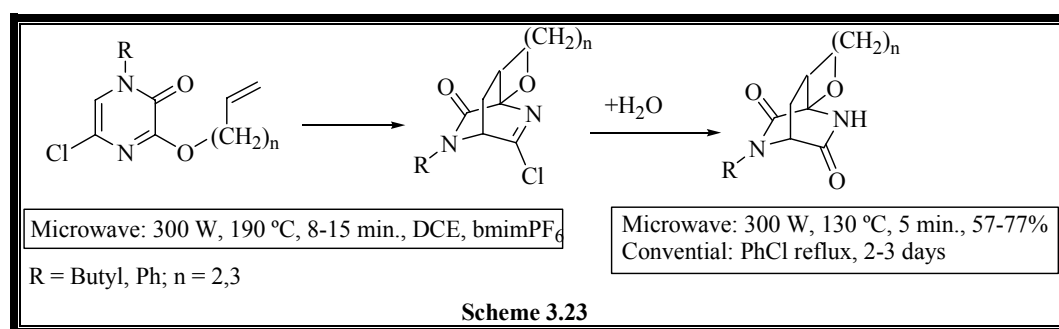 R
N
O
Cl
N
O
(CH2)n
(CH2)n
O
O
N
N
R
Cl
+H2O
(CH2)n
O
O
NH
N
R
O
Microwave: 300 W, 190 ºC, 8-15 min., DCE, bmimPF6
Microwave: 300 W, 130 ºC, 5 min., 57-77%
Convential: PhCl reflux, 2-3 days
R = Butyl, Ph; n = 2,3
Scheme 3.23